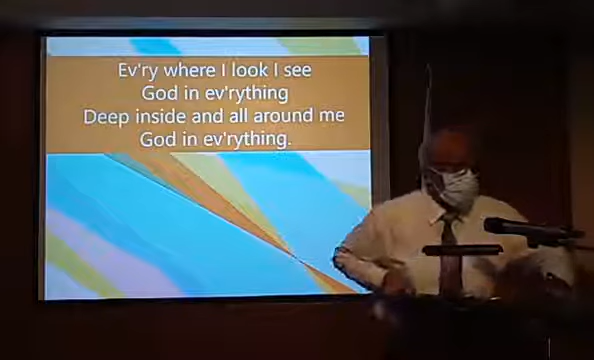 Ev'ry where I look I see
God in ev'rything
Deep inside and all around me
God in ev'rything.